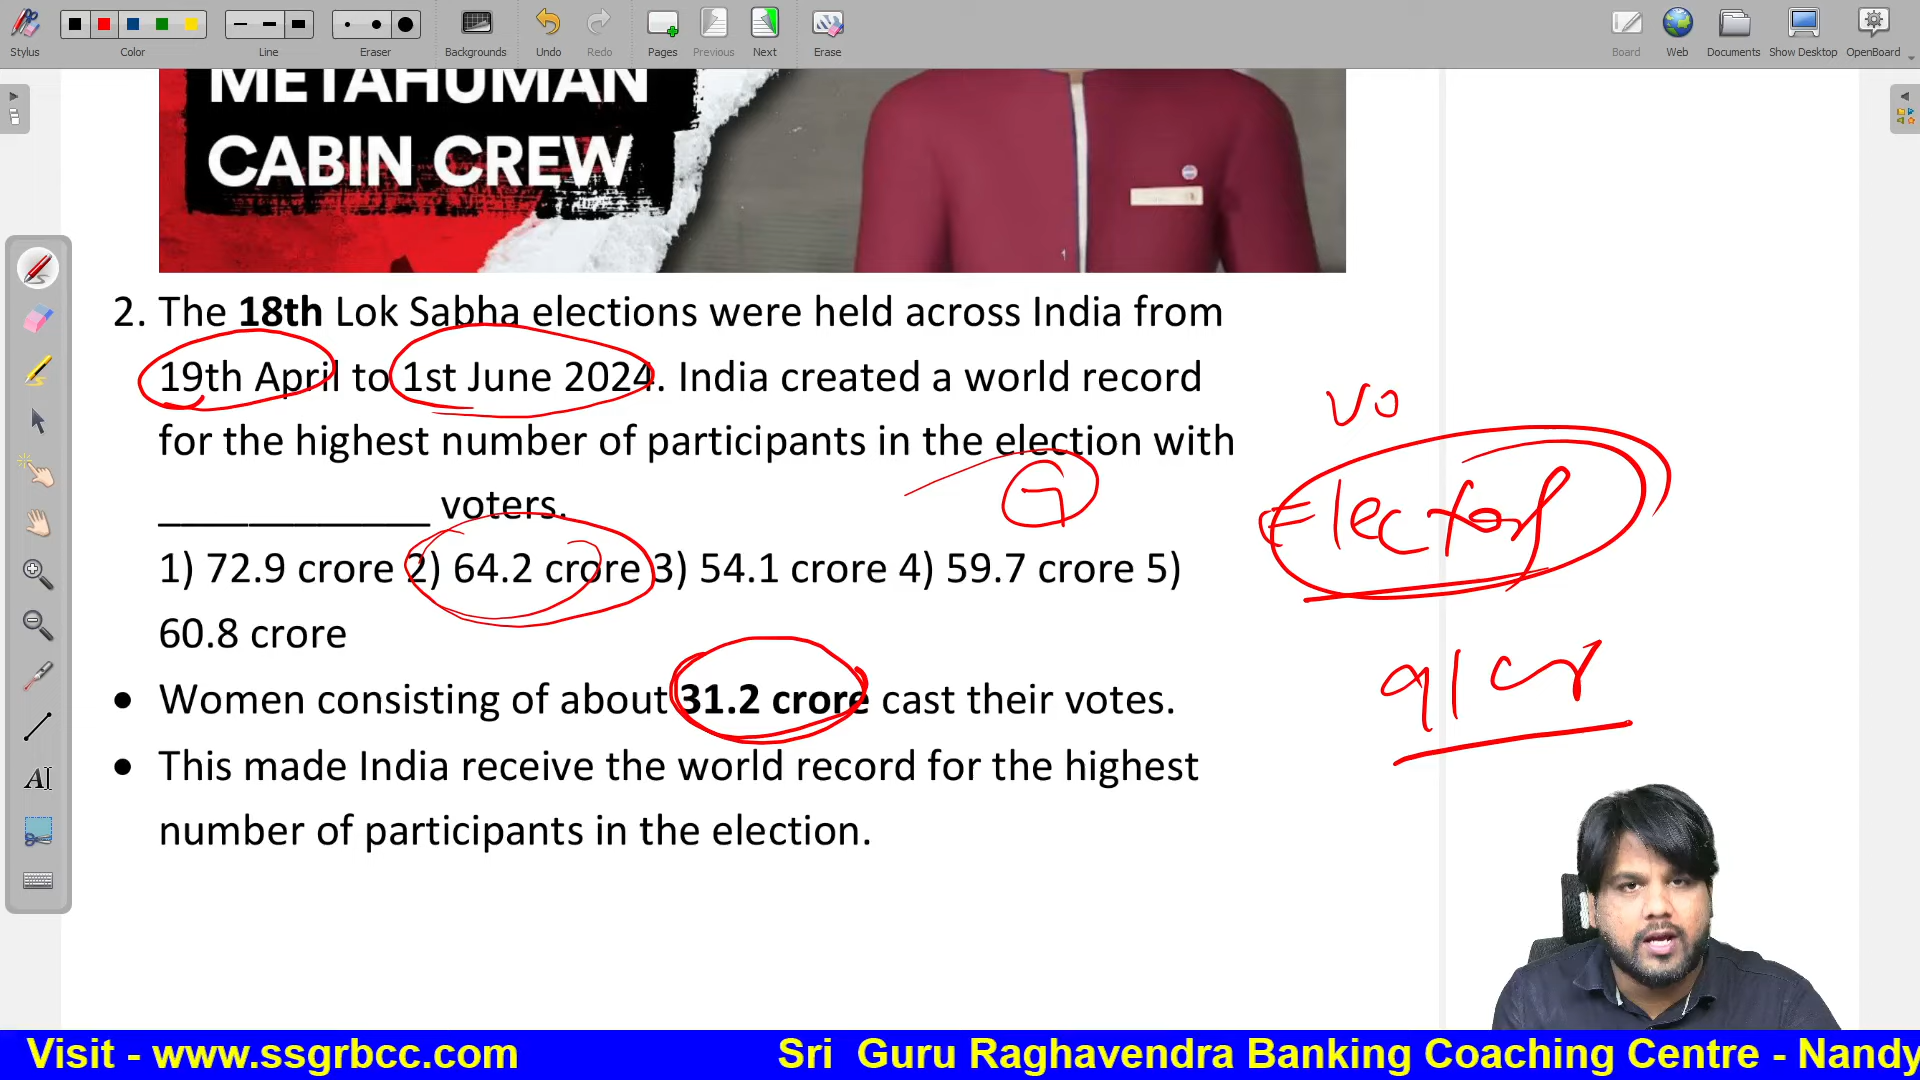 Stylus
Color
Line
Eraser
Backgrounds
Undo
Redo
Pages
Previous
Next
Erase
Board
Web
Documents
Show Desktop
OpenBoard
METAHUMAN
CABIN CREW
2. The 18th Lok Sabha elections were held across India from
19th April to 1st June 2024. India created a world record
for the highest number of participants in the election with
____________ voters.
1) 72.9 crore 2) 64.2 crore 3) 54.1 crore 4) 59.7 crore 5)
60.8 crore
• Women consisting of about 31.2 crore cast their votes.
• This made India receive the world record for the highest
number of participants in the election.
7
Vo
Electors
91 cr
Visit - www.ssgrbcc.com
Sri Guru Raghavendra Banking Coaching Centre - Nandy